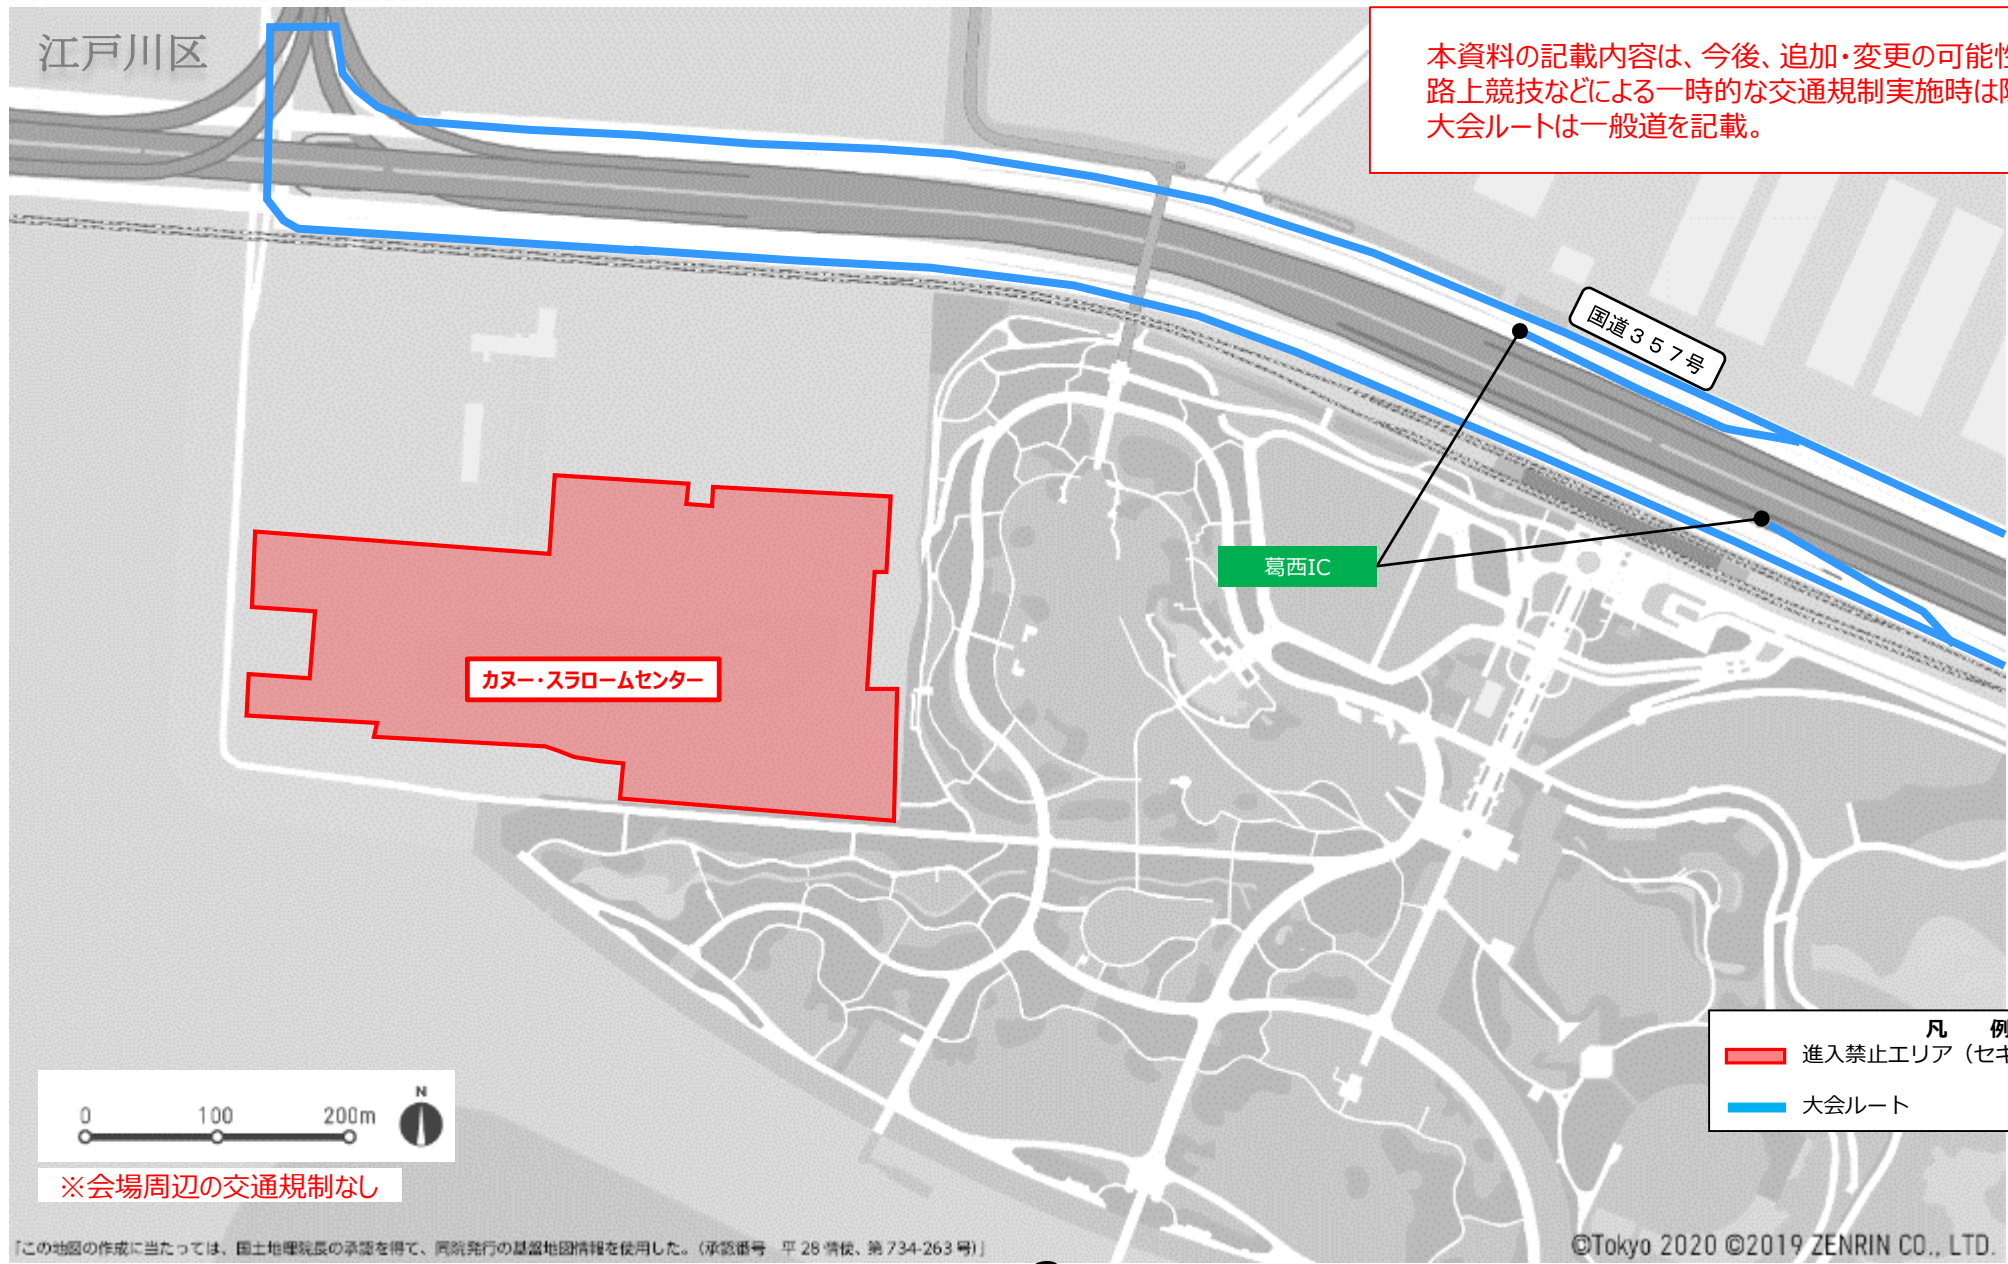 江戸川区
本資料の記載内容は、今後、追加・変更の可能性
路上競技などによる一時的な交通規制実施時は
大会ルートは一般道を記載。
国道３５７号
葛西IC
カヌー・スラロームセンター
凡 例
進入禁止エリア（セキ
大会ルート
0 100 200m
N
※会場周辺の交通規制なし
「この地図の作成に当たっては、国土地理院長の承認を得て、同院発行の基盤地図情報を使用した。（承認番号 平 28 情使、第 734-263 号）」
©Tokyo 2020 ©2019 ZENRIN CO., LTD.